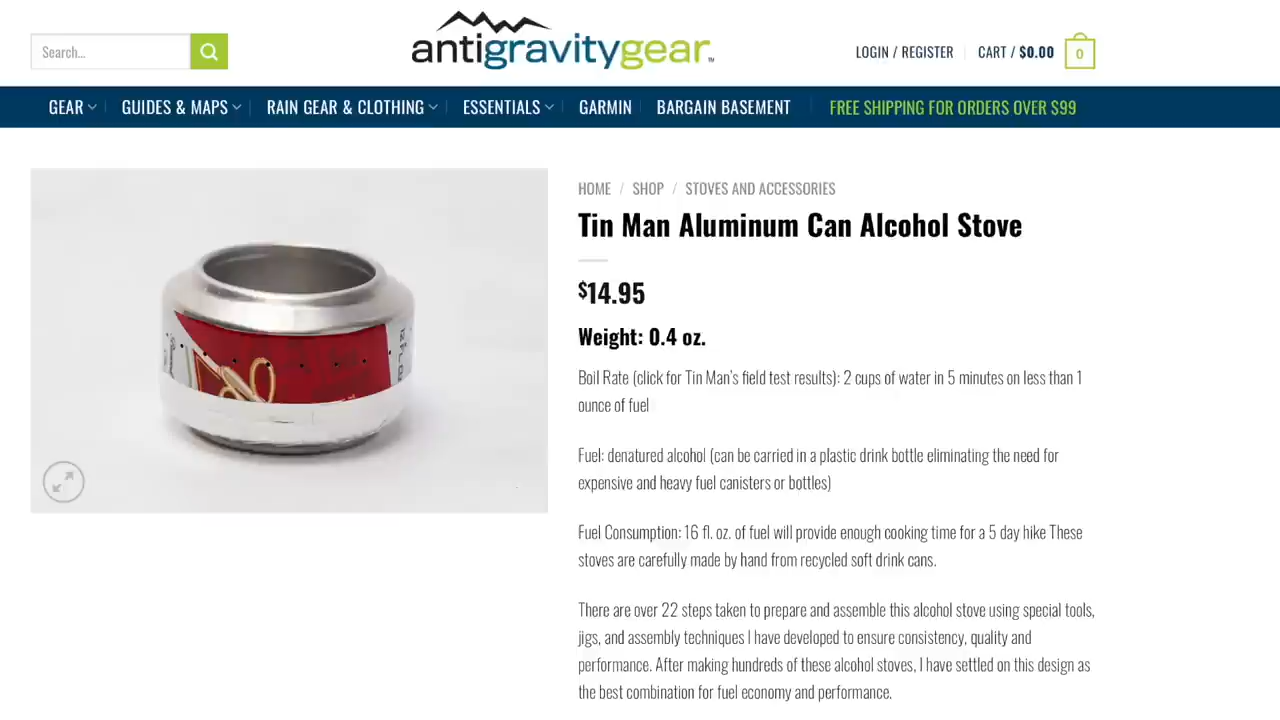 Search...
antigravitygear.™
LOGIN / REGISTER
CART / $0.00
0
GEAR
GUIDES & MAPS
RAIN GEAR & CLOTHING
ESSENTIALS
GARMIN
BARGAIN BASEMENT
FREE SHIPPING FOR ORDERS OVER $99
HOME / SHOP / STOVES AND ACCESSORIES
Tin Man Aluminum Can Alcohol Stove
$14.95
Weight: 0.4 oz.
Boil Rate (click for Tin Man's field test results): 2 cups of water in 5 minutes on less than 1
ounce of fuel
Fuel: denatured alcohol (can be carried in a plastic drink bottle eliminating the need for
expensive and heavy fuel canisters or bottles)
Fuel Consumption: 16 fl. oz. of fuel will provide enough cooking time for a 5 day hike These
stoves are carefully made by hand from recycled soft drink cans.
There are over 22 steps taken to prepare and assemble this alcohol stove using special tools,
jigs, and assembly techniques I have developed to ensure consistency, quality and
performance. After making hundreds of these alcohol stoves, I have settled on this design as
the best combination for fuel economy and performance.